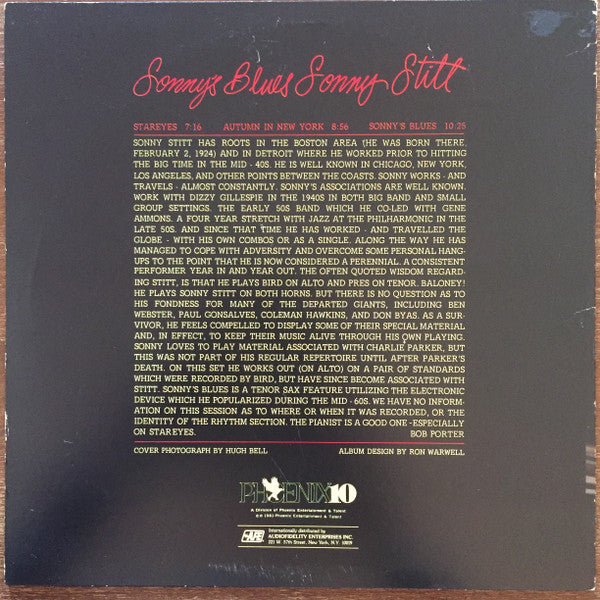 Sonny's Blues Sonny Stitt
STAREYES 7:16 AUTUMN IN NEW YORK 8:56 SONNY'S BLUES 10:25
SONNY STITT HAS ROOTS IN THE BOSTON AREA (HE WAS BORN THERE,
FEBRUARY 2, 1924) AND IN DETROIT WHERE HE WORKED PRIOR TO HITTING
THE BIG TIME IN THE MID - 40S. HE IS WELL KNOWN IN CHICAGO, NEW YORK,
LOS ANGELES, AND OTHER POINTS BETWEEN THE COASTS. SONNY WORKS - AND
TRAVELS - ALMOST CONSTANTLY. SONNY'S ASSOCIATIONS ARE WELL KNOWN.
WORK WITH DIZZY GILLESPIE IN THE 1940S IN BOTH BIG BAND AND SMALL
GROUP SETTINGS. THE EARLY 50S BAND WHICH HE CO-LED WITH GENE
AMMONS. A FOUR YEAR STRETCH WITH JAZZ AT THE PHILHARMONIC IN THE
LATE 50S. AND SINCE THAT TIME HE HAS WORKED - AND TRAVELLED THE
GLOBE - WITH HIS OWN COMBOS OR AS A SINGLE. ALONG THE WAY HE HAS
MANAGED TO COPE WITH ADVERSITY AND OVERCOME SOME PERSONAL HANG-
UPS TO THE POINT THAT HE IS NOW CONSIDERED A PERENNIAL. A CONSISTENT
PERFORMER YEAR IN AND YEAR OUT. THE OFTEN QUOTED WISDOM REGARD-
ING STITT, IS THAT HE PLAYS BIRD ON ALTO AND PRES ON TENOR. BALONEY!
HE PLAYS SONNY STITT ON BOTH HORNS. BUT THERE IS NO QUESTION AS TO
HIS FONDNESS FOR MANY OF THE DEPARTED GIANTS, INCLUDING BEN
WEBSTER, PAUL GONSALVES, COLEMAN HAWKINS, AND DON BYAS. AS A SUR-
VIVOR, HE FEELS COMPELLED TO DISPLAY SOME OF THEIR SPECIAL MATERIAL
AND, IN EFFECT, TO KEEP THEIR MUSIC ALIVE THROUGH HIS OWN PLAYING.
SONNY LOVES TO PLAY MATERIAL ASSOCIATED WITH CHARLIE PARKER, BUT
THIS WAS NOT PART OF HIS REGULAR REPERTOIRE UNTIL AFTER PARKER'S
DEATH. ON THIS SET HE WORKS OUT (ON ALTO) ON A PAIR OF STANDARDS
WHICH WERE RECORDED BY BIRD, BUT HAVE SINCE BECOME ASSOCIATED WITH
STITT. SONNY'S BLUES IS A TENOR SAX FEATURE UTILIZING THE ELECTRONIC
DEVICE WHICH HE POPULARIZED DURING THE MID - 60S. WE HAVE NO INFORM-
ATION ON THIS SESSION AS TO WHERE OR WHEN IT WAS RECORDED, OR THE
IDENTITY OF THE RHYTHM SECTION. THE PIANIST IS A GOOD ONE - ESPECIALLY
ON STAREYES. BOB PORTER
COVER PHOTOGRAPH BY HUGH BELL ALBUM DESIGN BY RON WARWELL
PHOENIX 10
A Division of Phoenix Entertainment & Talent
1981 Phoenix Entertainment & Talent
Internationally distributed by
AUDIOFIDELITY ENTERPRISES INC.
221 W. 57th Street, New York, N.Y. 10019